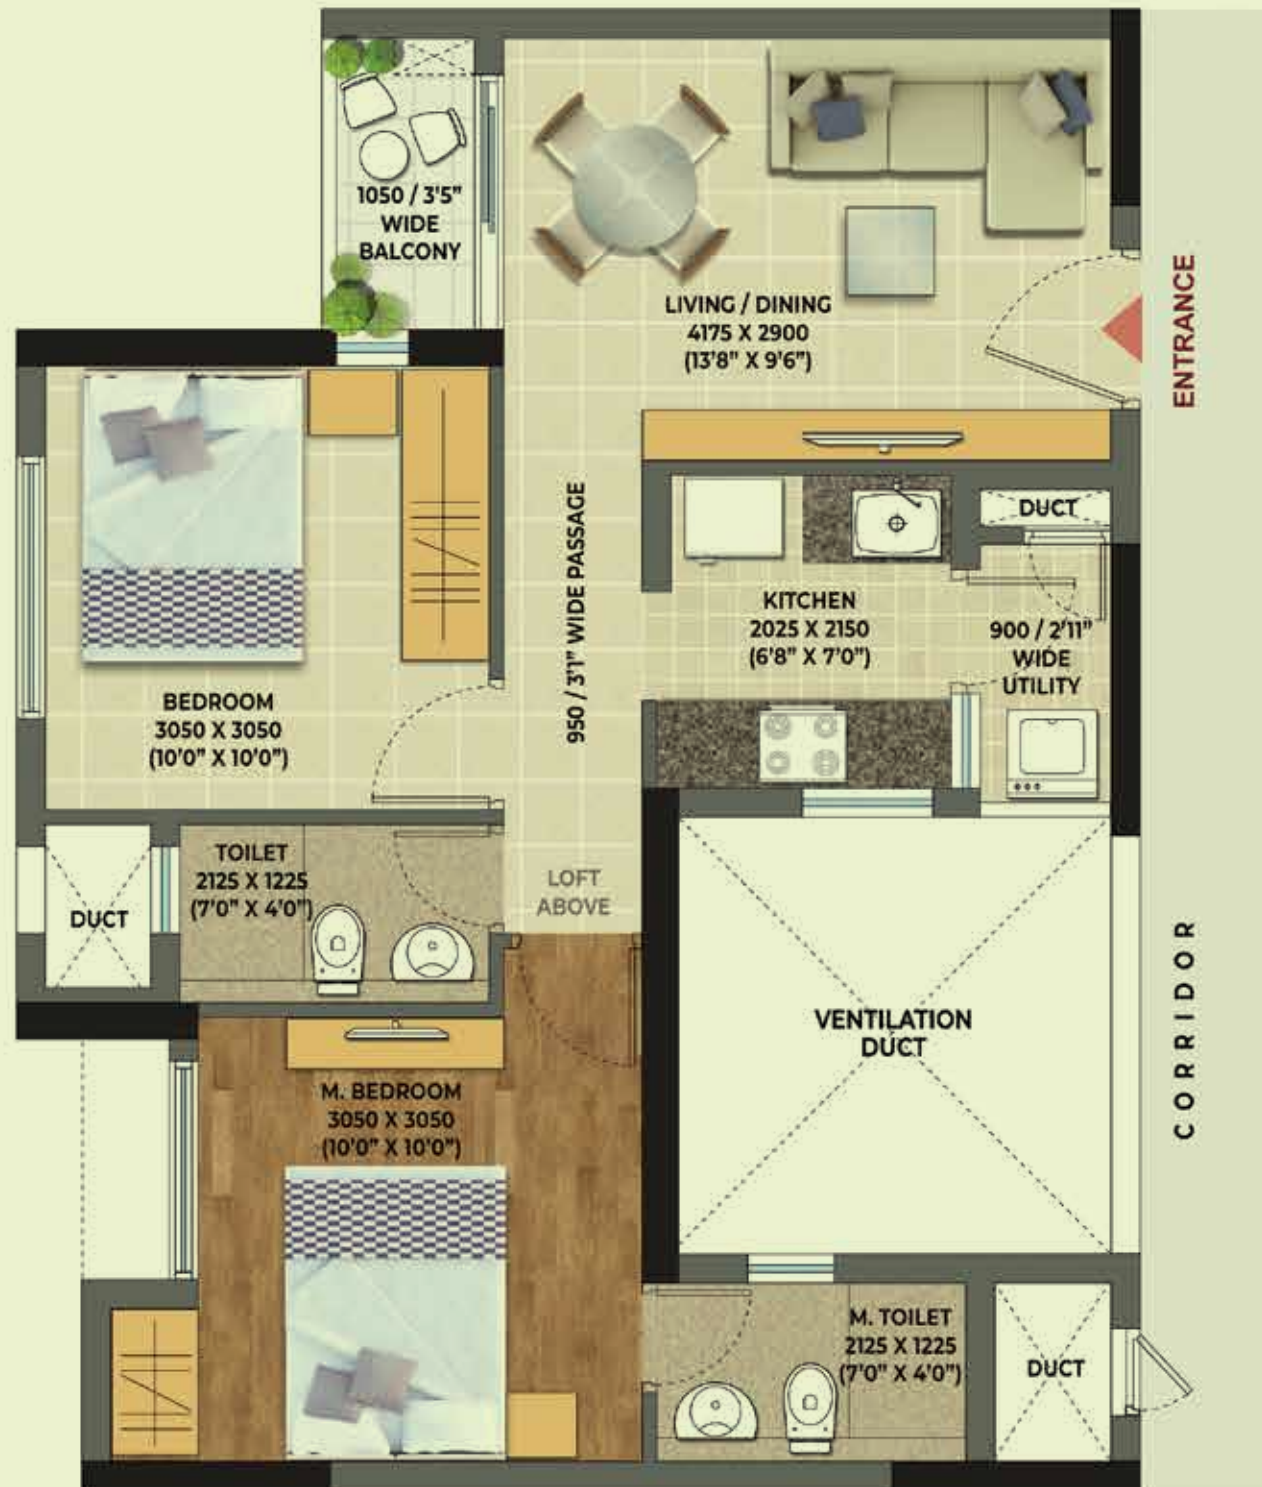 1050 / 3'5"
WIDE
BALCONY
LIVING / DINING
4175 X 2900
(13'8" X 9'6")
ENTRANCE
950 / 3'1" WIDE PASSAGE
DUCT
KITCHEN
2025 X 2150
(6'8" X 7'0")
900 / 2'11"
WIDE
UTILITY
BEDROOM
3050 X 3050
(10'0" X 10'0")
TOILET
2125 X 1225
(7'0" X 4'0")
DUCT
LOFT
ABOVE
VENTILATION
DUCT
CORRIDOR
M. BEDROOM
3050 X 3050
(10'0" X 10'0")
M. TOILET
2125 X 1225
(7'0" X 4'0")
DUCT